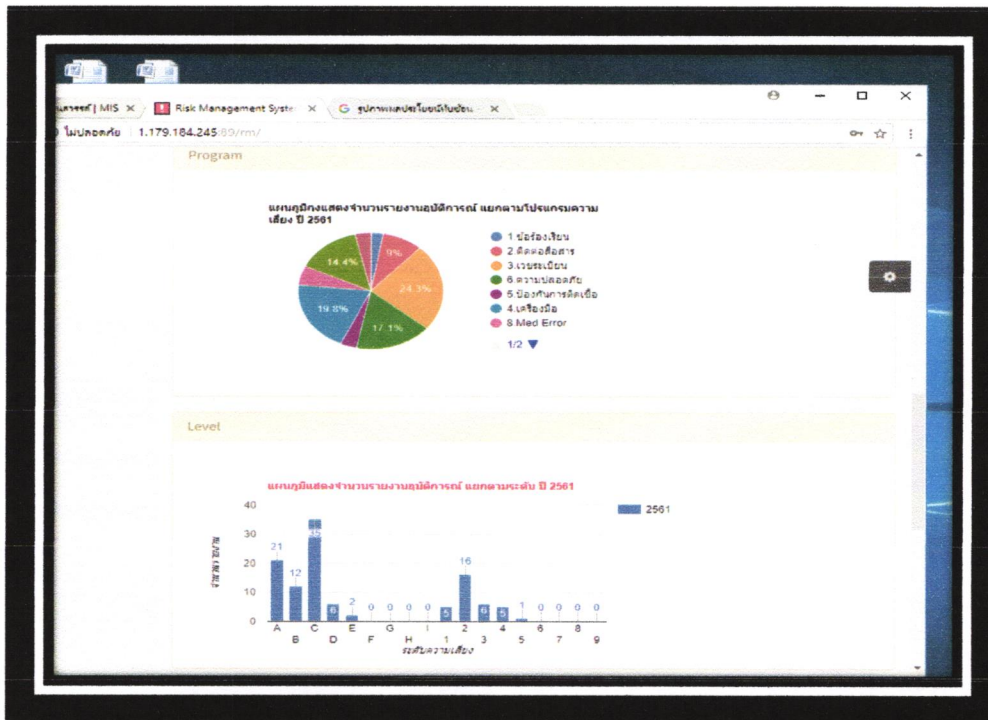 MIS
Risk Management Syste
ไม่ปลอดภัย 1.179.184.245:89/rm/
Program
แผนภูมิกงแสดงจำนวนรายงานอุบัติการณ์ แยกตามโปรแกรมความ
เสี่ยง ปี 2561
9%
24.3%
17.1%
19.8%
14.4%
1.ข้อร้องเรียน
2.ติดต่อสื่อสาร
3.เวชระเบียน
6.ความปลอดภัย
5.ป้องกันการติดเชื้อ
4.เครื่องมือ
8.Med Error
1/2
Level
แผนภูมิแสดงจำนวนรายงานอุบัติการณ์ แยกตามระดับ ปี 2561
2561
40
30
20
10
0
21 12 35 6 2 0 0 0 0 5 16 6 5 1 0 0 0 0
A B C D E F G H I 1 2 3 4 5 6 7 8 9
ระดับความเสี่ยง